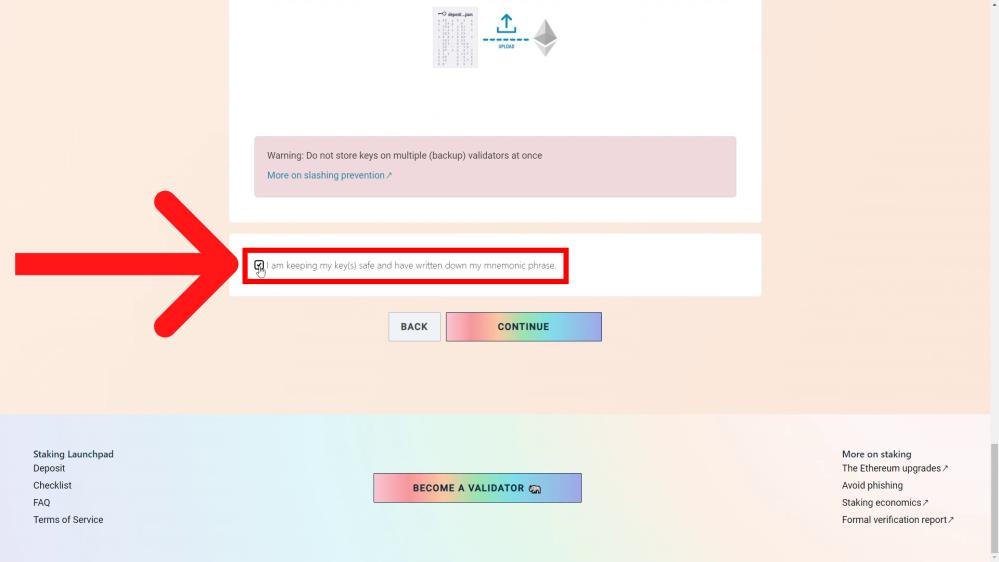 deposit_.json
UPLOAD
Warning: Do not store keys on multiple (backup) validators at once
More on slashing prevention↗
I am keeping my key(s) safe and have written down my mnemonic phrase.
BACK
CONTINUE
Staking Launchpad
Deposit
Checklist
FAQ
Terms of Service
BECOME A VALIDATOR
More on staking
The Ethereum upgrades↗
Avoid phishing
Staking economics↗
Formal verification report↗